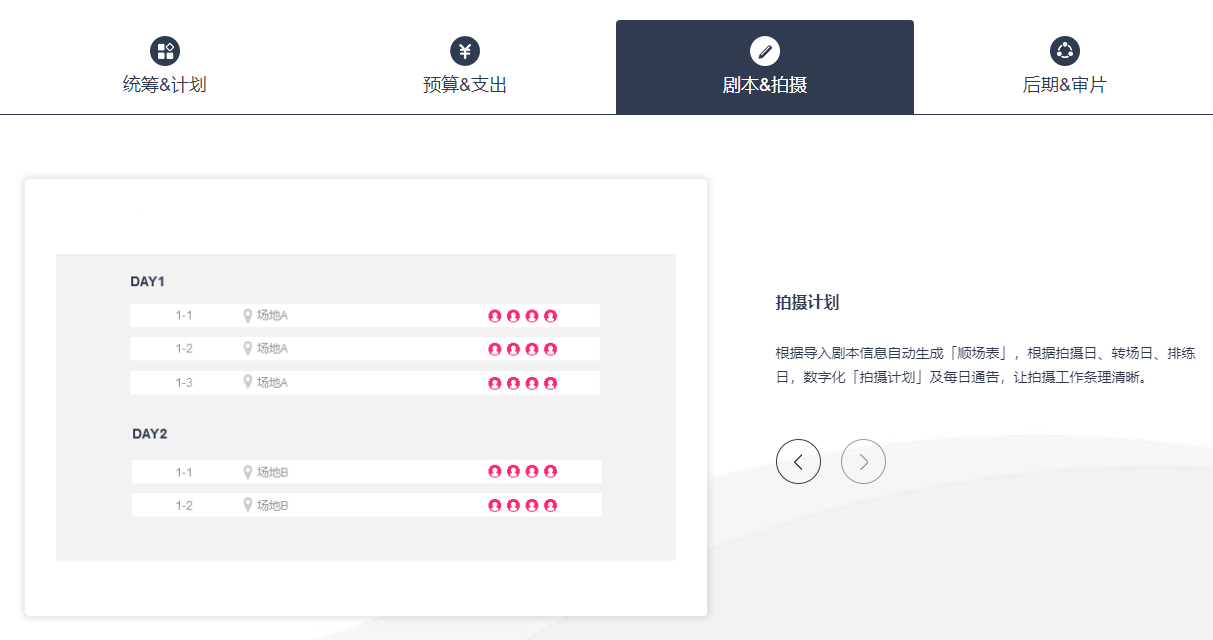 统筹&计划
预算&支出
剧本&拍摄
后期&审片
DAY1
1-1 场地A
1-2 场地A
1-3 场地A
DAY2
1-1 场地B
1-2 场地B
拍摄计划
根据导入剧本信息自动生成「顺场表」，根据拍摄日、转场日、排练
日，数字化「拍摄计划」及每日通告，让拍摄工作条理清晰。